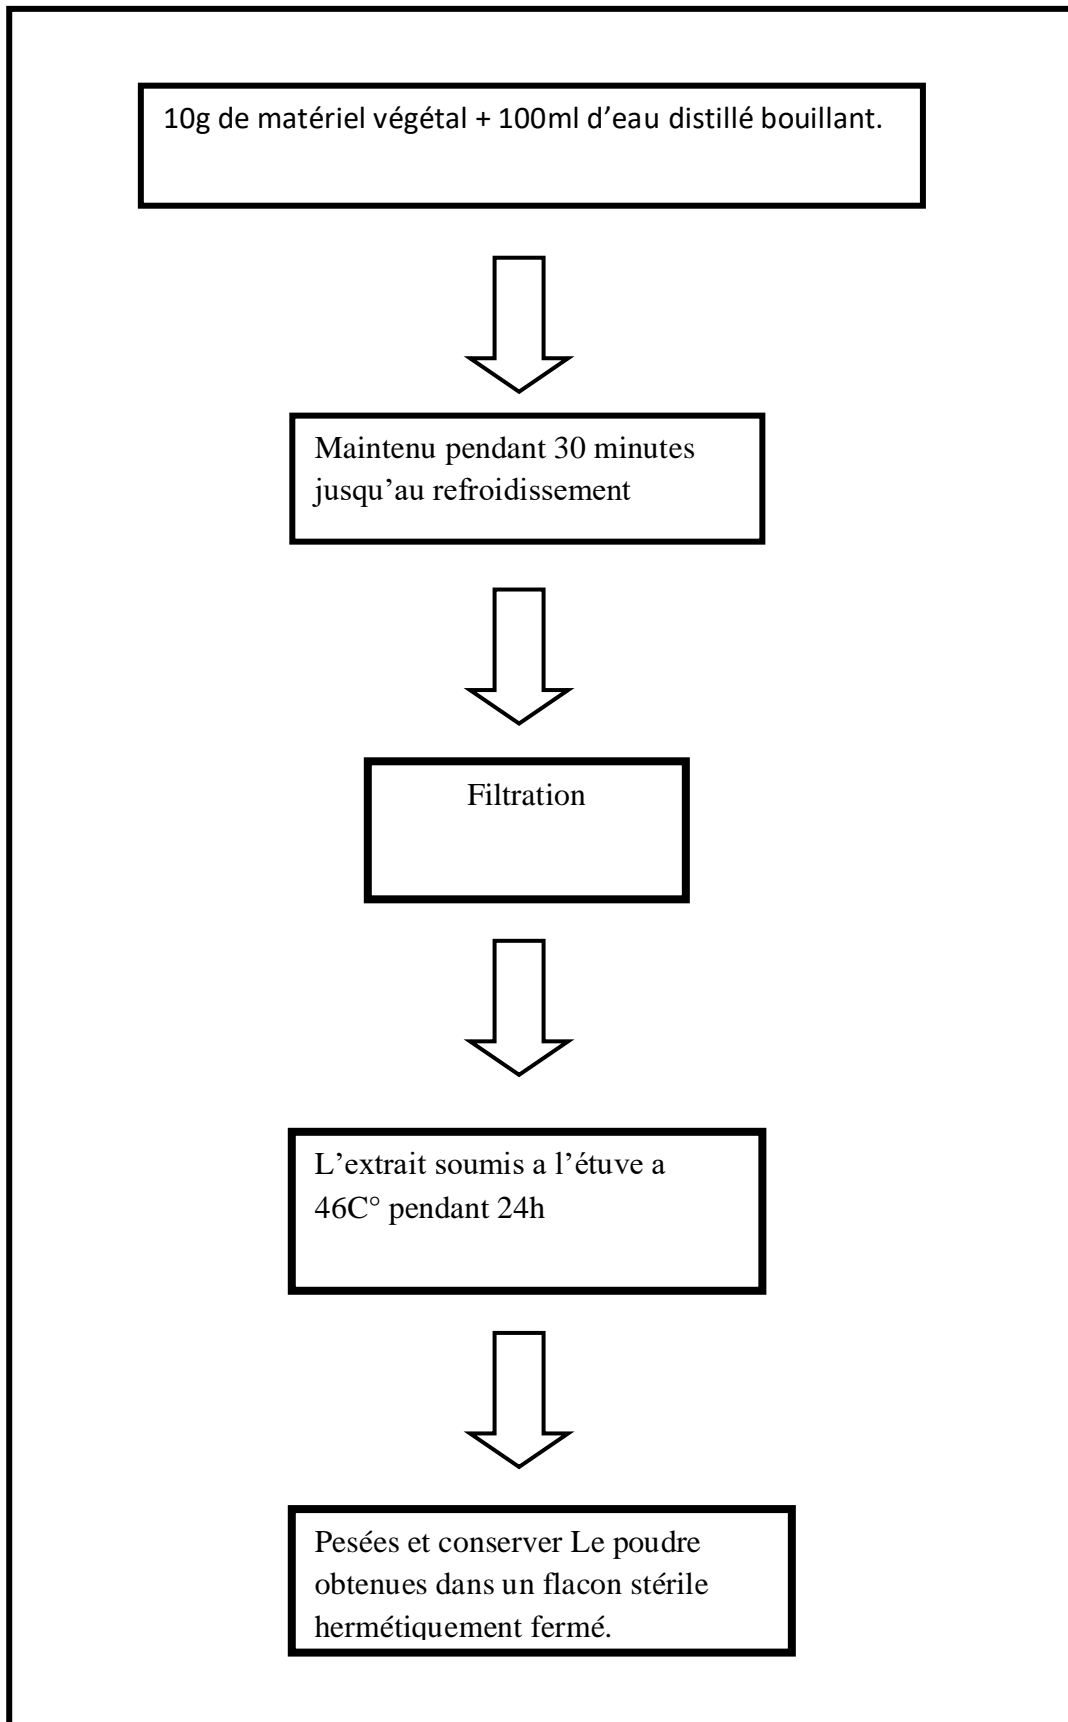 10g de matériel végétal + 100ml d’eau distillé bouillant.
Maintenu pendant 30 minutes
jusqu’au refroidissement
Filtration
L’extrait soumis a l’étuve a
46C° pendant 24h
Pesées et conserver Le poudre
obtenues dans un flacon stérile
hermétiquement fermé.